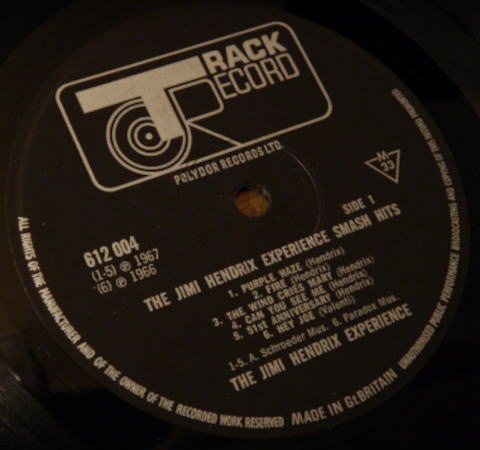 TRACK
RECORD
POLYDOR RECORDS LTD.
M
33
SIDE 1
612 004
(1-5) ℗ 1967
(6) ℗ 1966
THE JIMI HENDRIX EXPERIENCE SMASH HITS
1. PURPLE HAZE (Hendrix)
2. FIRE (Hendrix)
3. THE WIND CRIES MARY (Hendrix)
4. CAN YOU SEE ME (Hendrix)
5. 51st ANNIVERSARY (Hendrix)
6. HEY JOE (Valenti)
1-5. A. Schroeder Mus. 6. Paradox Mus.
THE JIMI HENDRIX EXPERIENCE
ALL RIGHTS OF THE MANUFACTURER AND OF THE OWNER OF THE RECORDED WORK RESERVED
MADE IN Gt.BRITAIN
UNAUTHORISED PUBLIC PERFORMANCE BROADCASTING AND COPYING OF THIS RECORD PROHIBITED